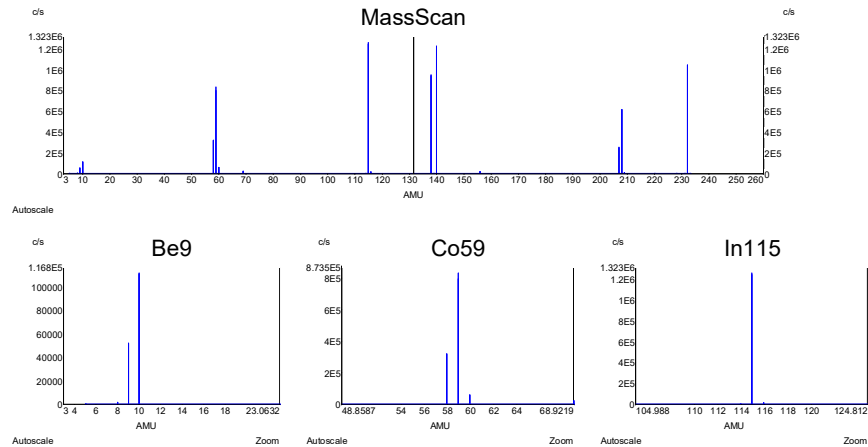 MassScan
c/s c/s
1.323E6 1.323E6
1.2E6 1.2E6
1E6 1E6
8E5 8E5
6E5 6E5
4E5 4E5
2E5 2E5
0 0
3 10 20 30 40 50 60 70 80 90 100 110 120 130 140 150 160 170 180 190 200 210 220 230 240 250 260
AMU
Autoscale
Be9
c/s
1.168E5
100000
80000
60000
40000
20000
0
3 4 6 8 10 12 14 16 18 23.0632
AMU
Autoscale Zoom
Co59
c/s
8.735E5
8E5
6E5
4E5
2E5
0
48.8587 54 56 58 60 62 64 68.9219
AMU
Autoscale Zoom
In115
c/s
1.323E6
1.2E6
1E6
8E5
6E5
4E5
2E5
0
104.988 110 112 114 116 118 120 124.812
AMU
Autoscale Zoom